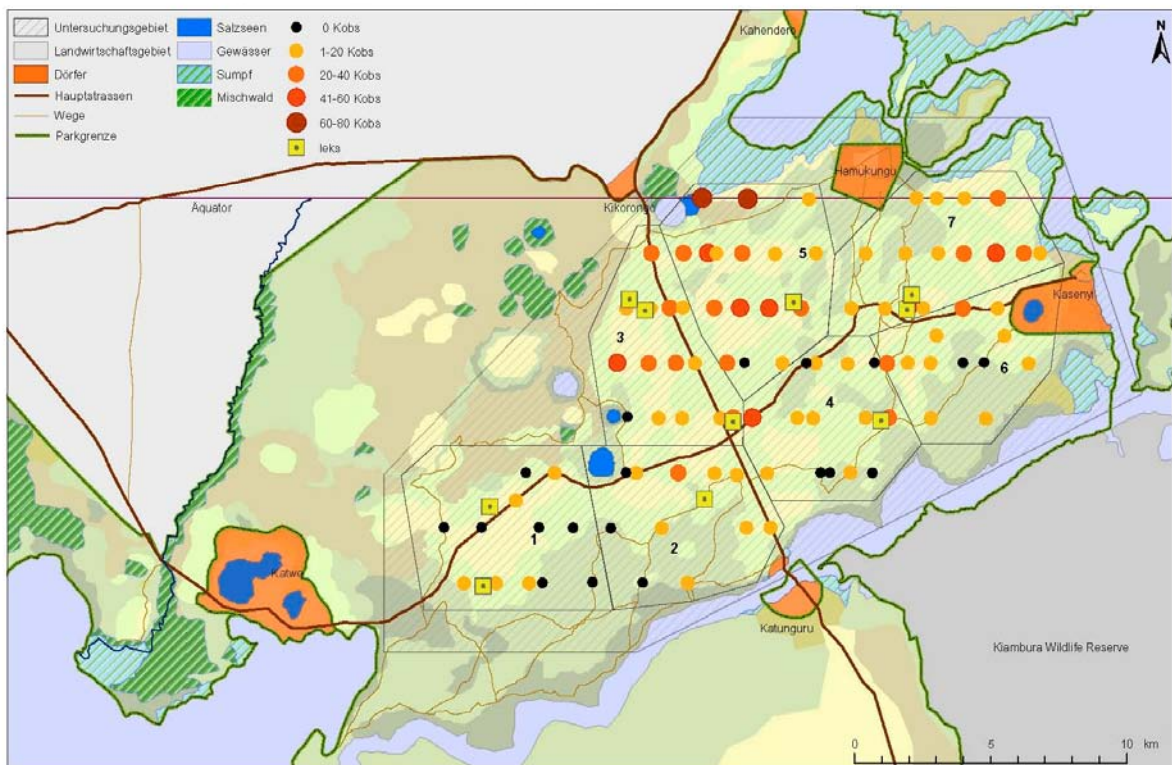 Untersuchungsgebiet
Landwirtschaftsgebiet
Dörfer
Hauptstrassen
Wege
Parkgrenze
Salzseen
Gewässer
Sumpf
Mischwald
0 Kobs
1-20 Kobs
20-40 Kobs
41-60 Kobs
60-80 Kobs
leks
N
Kahendero
Hamukungu
Äquator
Kikorongo
7
5
Kasenyi
3
6
4
1
2
Katwe
Katunguru
Kiambura Wildlife Reserve
0 5 10 km